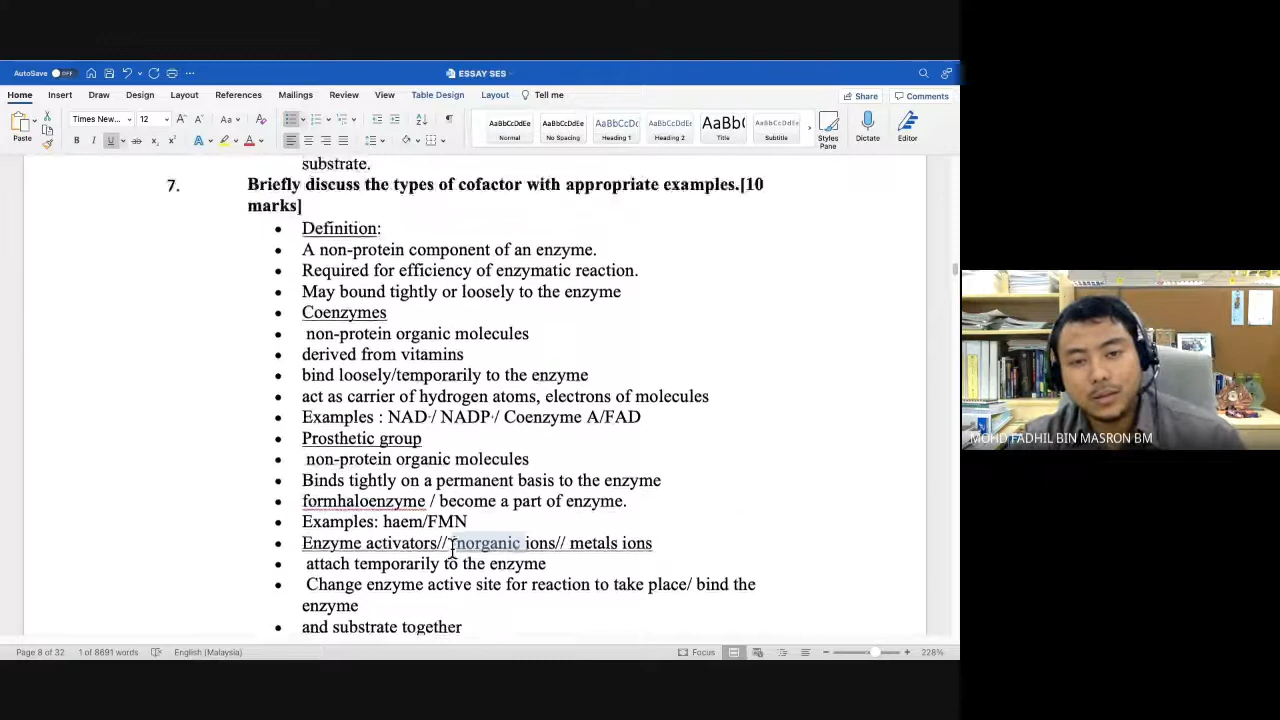 AutoSave OFF
ESSAY SES
Home Insert Draw Design Layout References Mailings Review View Table Design Layout Tell me
Share Comments
Paste
Times New... 12
AaBbCcDdEe AaBbCcDdEe AaBbCcDc AaBbCcDdEe AaBb( AaBbCcDdEe
Normal No Spacing Heading 1 Heading 2 Title Subtitle
Styles Pane
Dictate
Editor
substrate.
7. Briefly discuss the types of cofactor with appropriate examples.[10
marks]
• Definition:
• A non-protein component of an enzyme.
• Required for efficiency of enzymatic reaction.
• May bound tightly or loosely to the enzyme
• Coenzymes
• non-protein organic molecules
• derived from vitamins
• bind loosely/temporarily to the enzyme
• act as carrier of hydrogen atoms, electrons of molecules
• Examples : NAD+/ NADP+/ Coenzyme A/FAD
• Prosthetic group
• non-protein organic molecules
• Binds tightly on a permanent basis to the enzyme
• formhaloenzyme / become a part of enzyme.
• Examples: haem/FMN
• Enzyme activators// inorganic ions// metals ions
• attach temporarily to the enzyme
• Change enzyme active site for reaction to take place/ bind the
enzyme
• and substrate together
MOHD FADHIL BIN MASRON BM
Page 8 of 32 1 of 8691 words English (Malaysia) Focus 228%